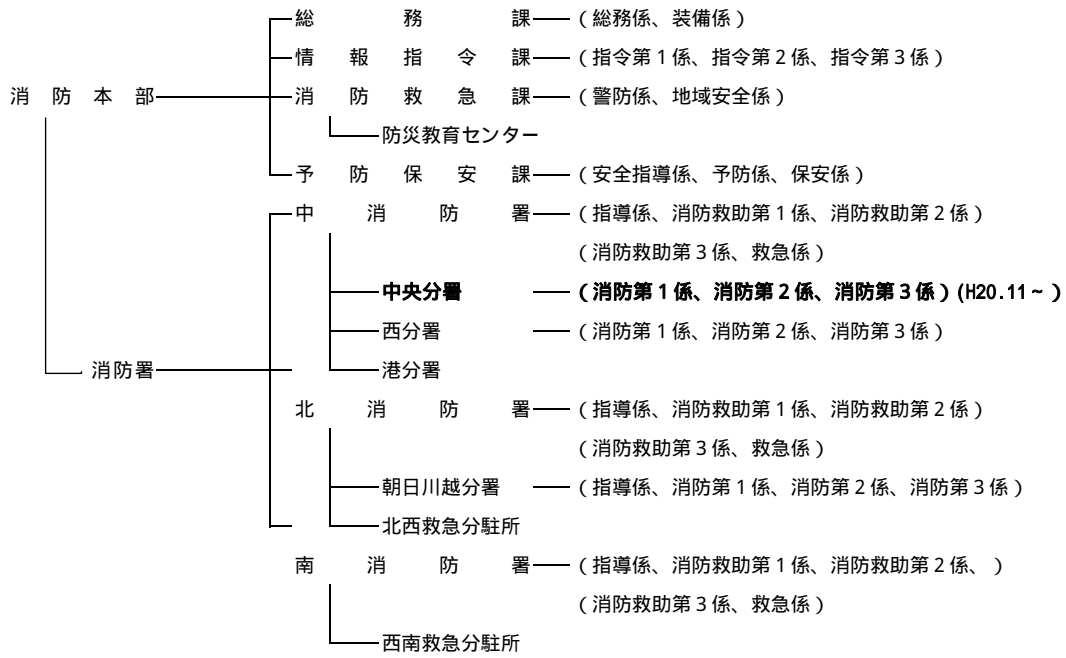 総務課 （総務係、装備係）
情報指令課 （指令第１係、指令第２係、指令第３係）
消防本部 消防救急課 （警防係、地域安全係）
防災教育センター
予防保安課 （安全指導係、予防係、保安係）
中消防署 （指導係、消防救助第１係、消防救助第２係）
（消防救助第３係、救急係）
中央分署 （消防第１係、消防第２係、消防第３係）(H20.11～）
西分署 （消防第１係、消防第２係、消防第３係）
消防署 港分署
北消防署 （指導係、消防救助第１係、消防救助第２係）
（消防救助第３係、救急係）
朝日川越分署 （指導係、消防第１係、消防第２係、消防第３係）
北西救急分駐所
南消防署 （指導係、消防救助第１係、消防救助第２係、）
（消防救助第３係、救急係）
西南救急分駐所